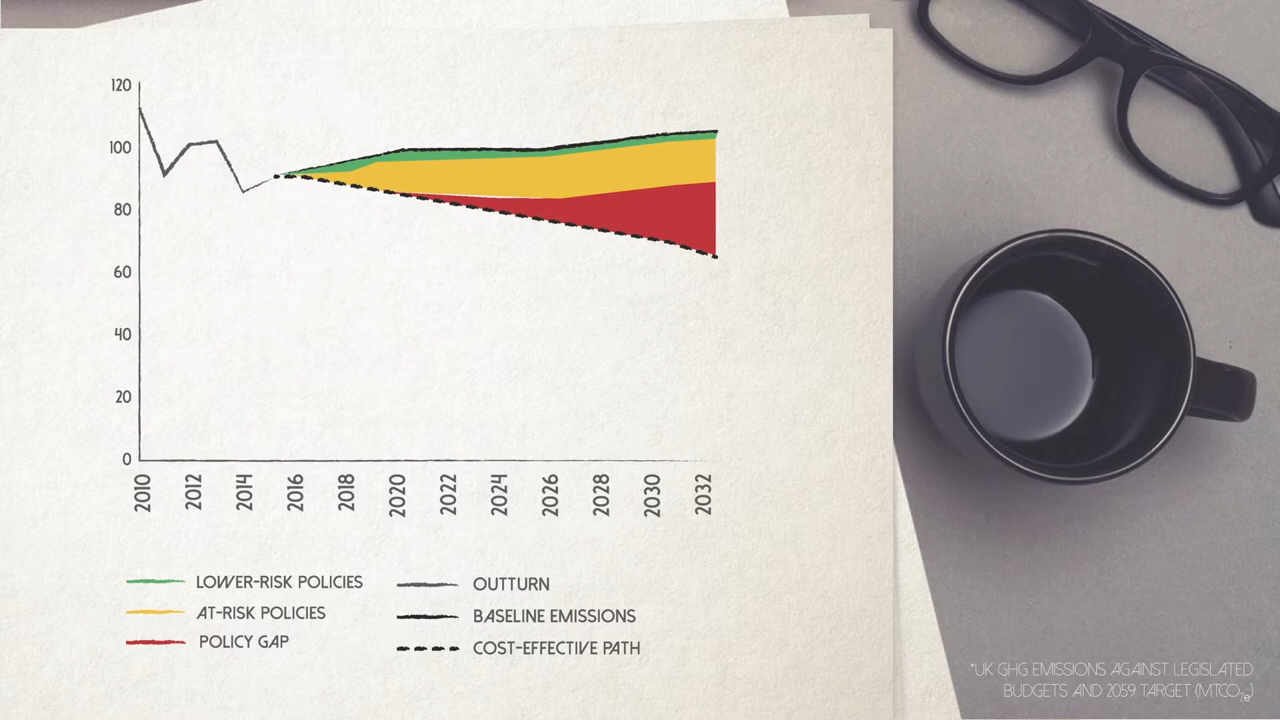 120
100
80
60
40
20
0
2010 2012 2014 2016 2018 2020 2022 2024 2026 2028 2030 2032
LOWER-RISK POLICIES
AT-RISK POLICIES
POLICY GAP
OUTTURN
BASELINE EMISSIONS
COST-EFFECTIVE PATH
*UK GHG EMISSIONS AGAINST LEGISLATED
BUDGETS AND 2059 TARGET (MTCO₂e)